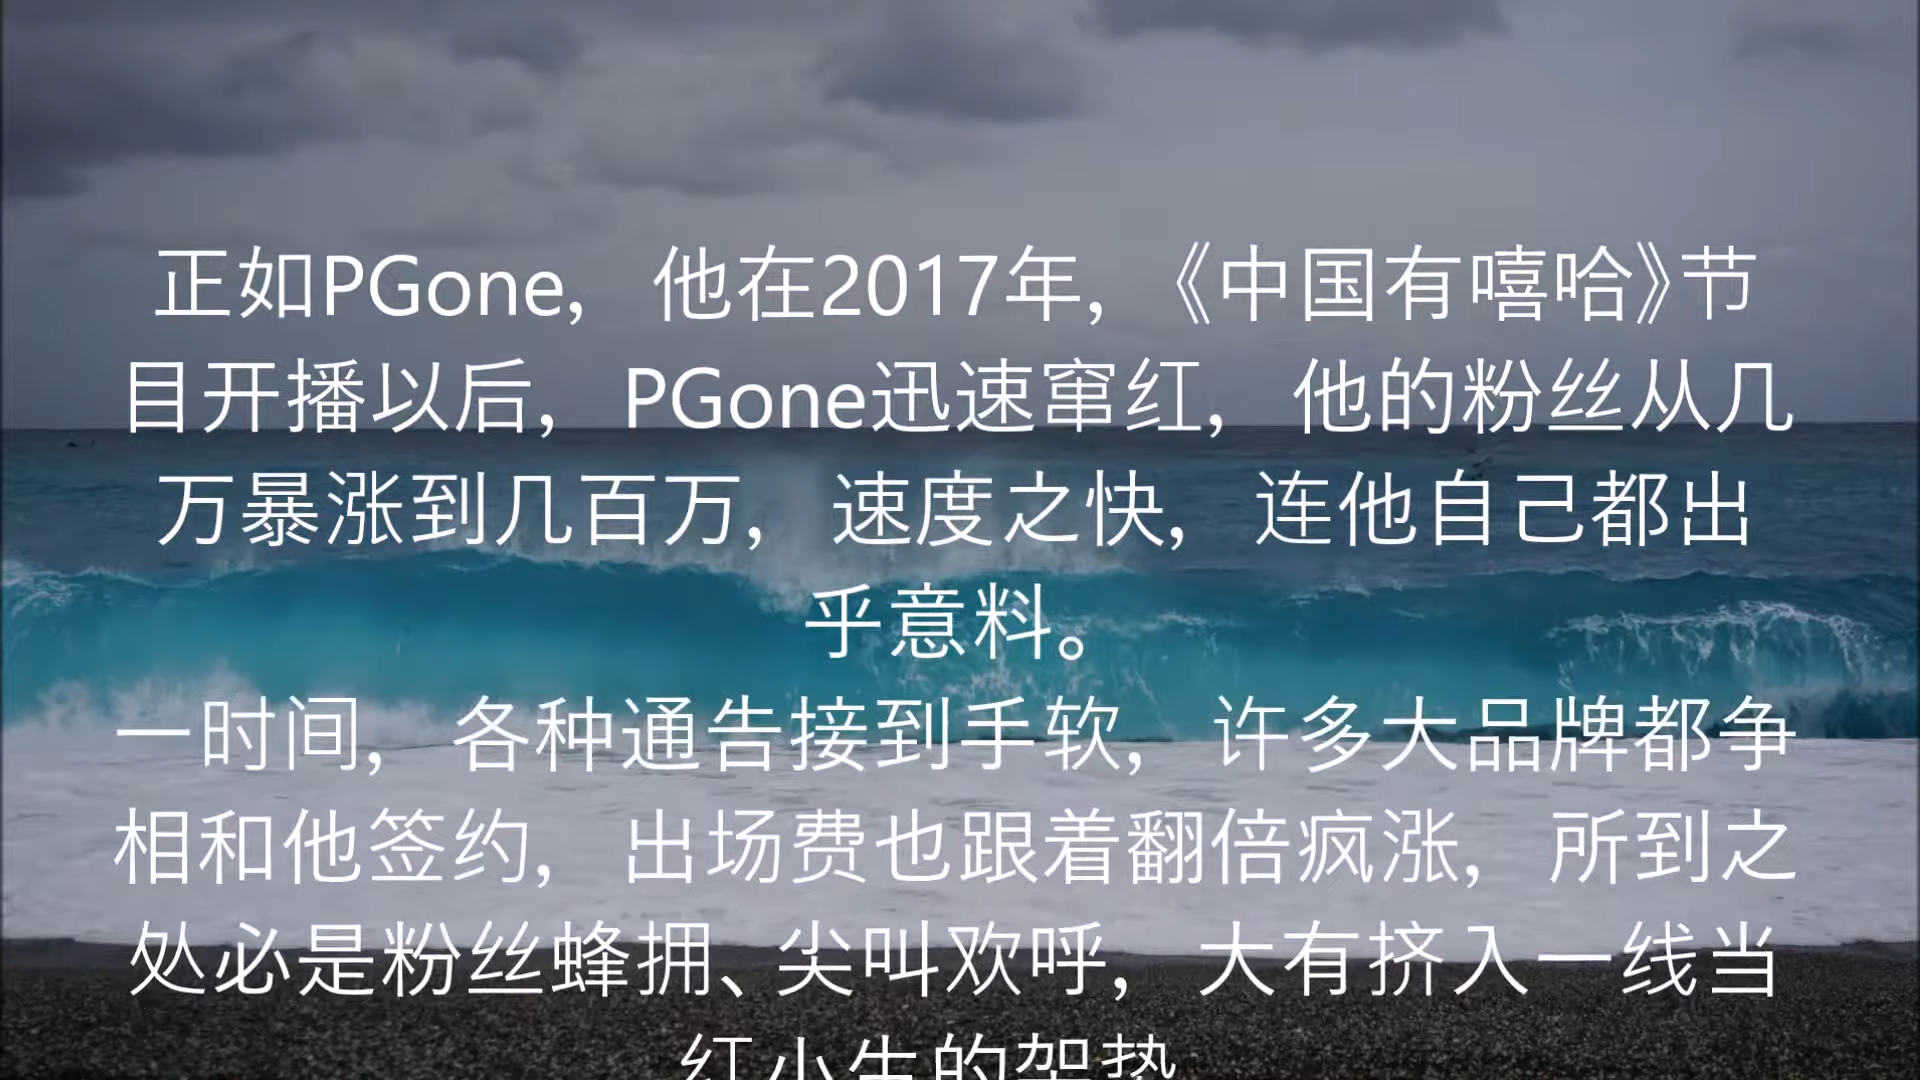 正如PGone, 他在2017年,《中国有嘻哈》节
目开播以后, PGone迅速窜红, 他的粉丝从几
万暴涨到几百万, 速度之快, 连他自己都出
乎意料。
一时间, 各种通告接到手软, 许多大品牌都争
相和他签约, 出场费也跟着翻倍疯涨, 所到之
处必是粉丝蜂拥、尖叫欢呼, 大有挤入一线当
红小生的架势